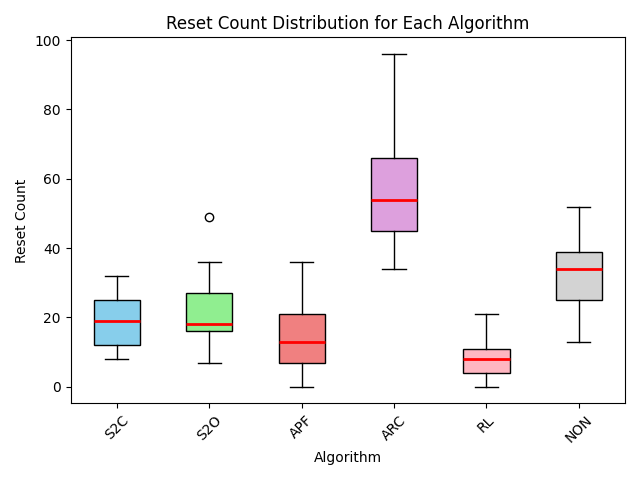 Reset Count Distribution for Each Algorithm
100
80
60
40
20
0
Reset Count
S2C
S2O
APF
ARC
RL
NON
Algorithm